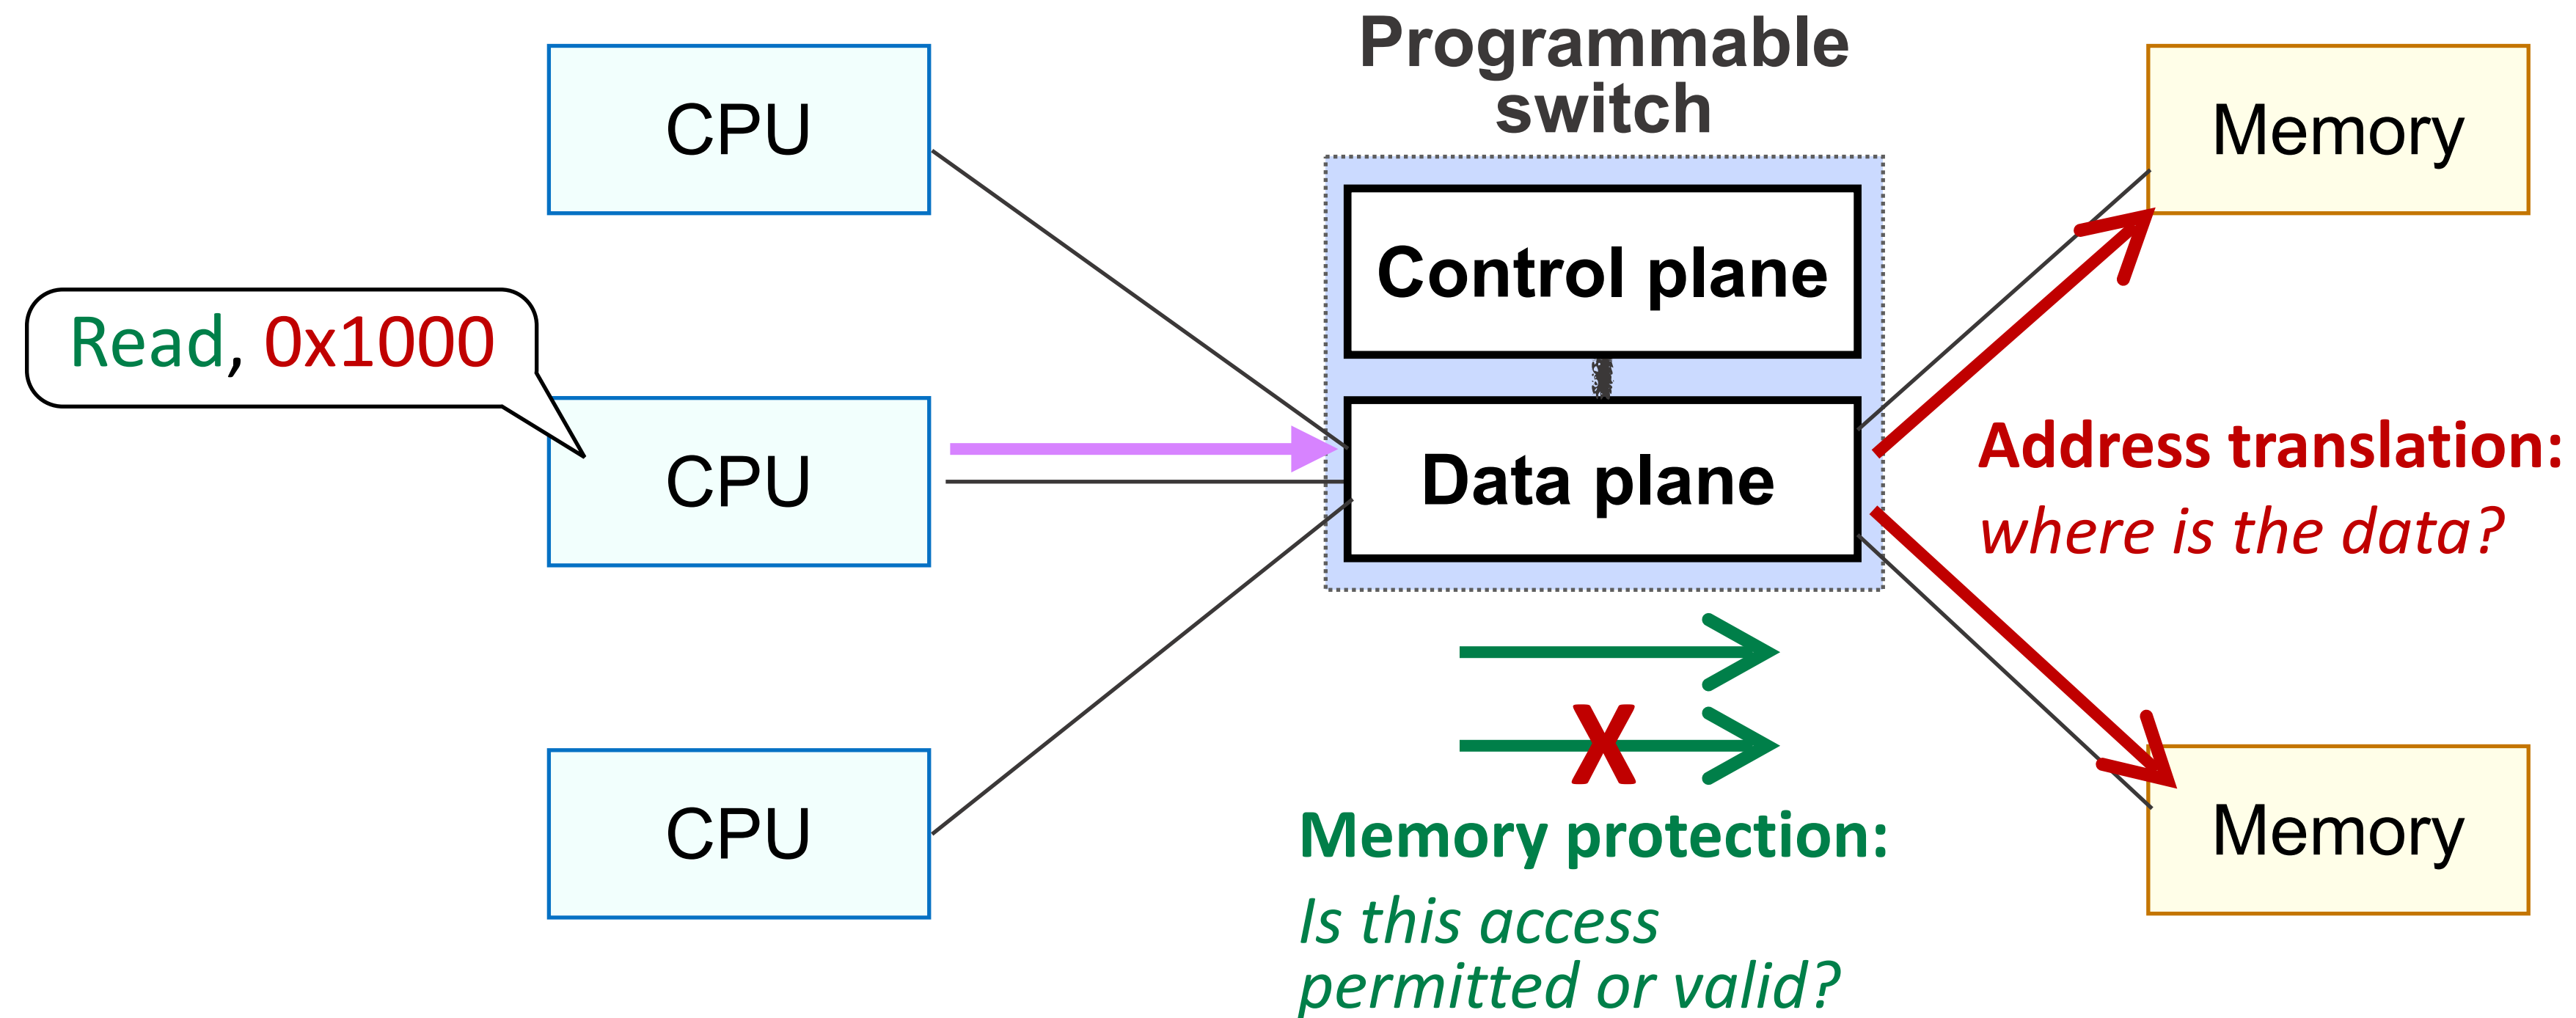 Programmable
switch
CPU
Memory
Control plane
Read, 0x1000
CPU
Data plane
Address translation:
where is the data?
CPU
X
Memory
Memory protection:
Is this access
permitted or valid?